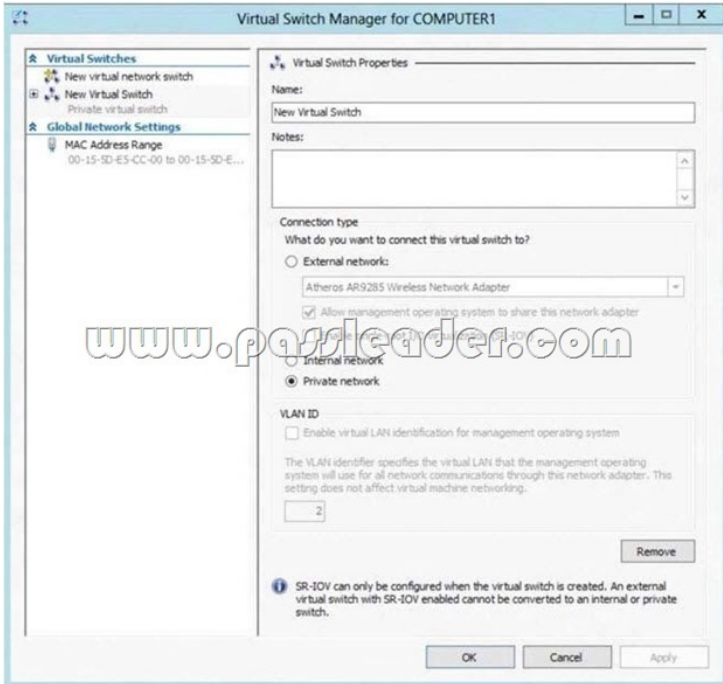 Virtual Switch Manager for COMPUTER1
Virtual Switches
New virtual network switch
New Virtual Switch
Private virtual switch
Global Network Settings
MAC Address Range
00-15-5D-E5-CC-00 to 00-15-5D-E...
Virtual Switch Properties
Name:
New Virtual Switch
Notes:
Connection type
What do you want to connect this virtual switch to?
External network:
Atheros AR9285 Wireless Network Adapter
Allow management operating system to share this network adapter
www.passleader.com
Internal network
Private network
VLAN ID
Enable virtual LAN identification for management operating system
The VLAN identifier specifies the virtual LAN that the management operating
system will use for all network communications through this network adapter. This
setting does not affect virtual machine networking.
2
Remove
SR-IOV can only be configured when the virtual switch is created. An external
virtual switch with SR-IOV enabled cannot be converted to an internal or private
switch.
OK
Cancel
Apply